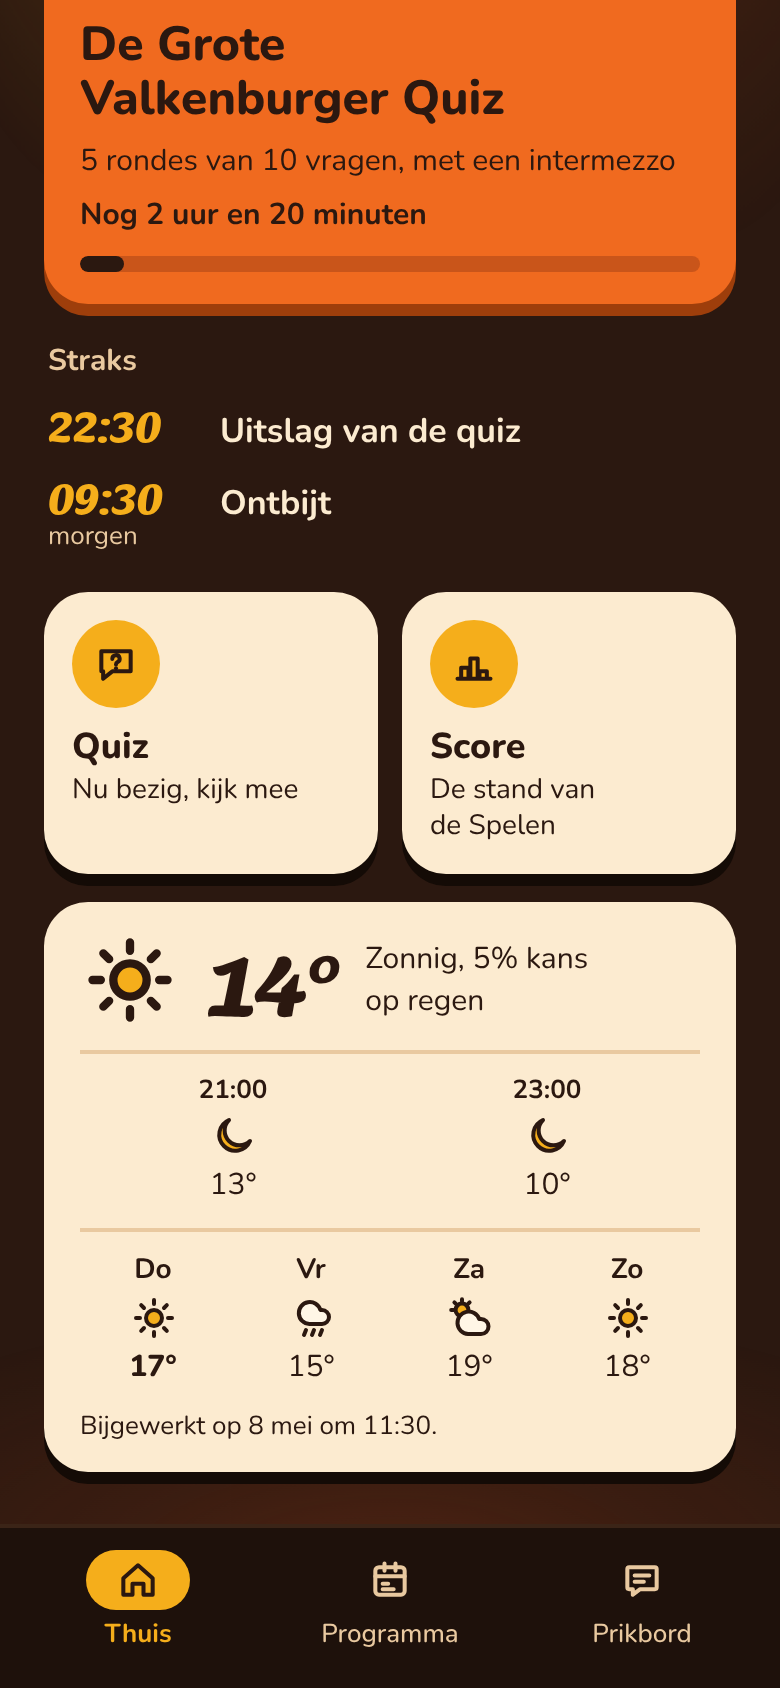 De Grote
Valkenburger Quiz
5 rondes van 10 vragen, met een intermezzo
Nog 2 uur en 20 minuten
Straks
22:30 Uitslag van de quiz
09:30 Ontbijt
morgen
Quiz
Nu bezig, kijk mee
Score
De stand van
de Spelen
14°
Zonnig, 5% kans
op regen
21:00 23:00
13° 10°
Do Vr Za Zo
17° 15° 19° 18°
Bijgewerkt op 8 mei om 11:30.
Thuis Programma Prikbord